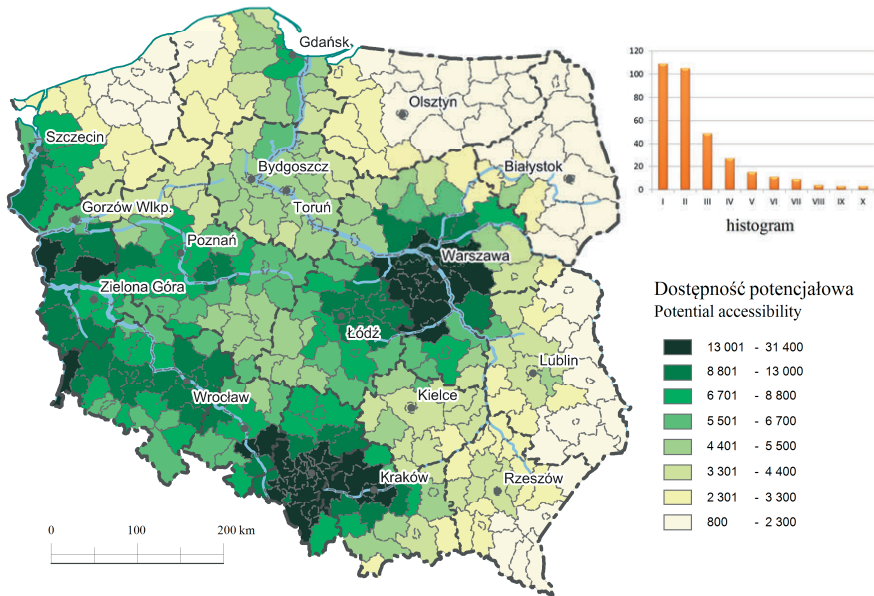 Gdańsk
Olsztyn
Szczecin
Bydgoszcz
Białystok
Toruń
Gorzów Wlkp.
Poznań
Warszawa
Zielona Góra
Łódź
Lublin
Wrocław
Kielce
Kraków
Rzeszów
0 100 200 km
120
100
80
60
40
20
0
I II III IV V VI VII VIII IX X
histogram
Dostępność potencjałowa
Potential accessibility
13 001 - 31 400
8 801 - 13 000
6 701 - 8 800
5 501 - 6 700
4 401 - 5 500
3 301 - 4 400
2 301 - 3 300
800 - 2 300